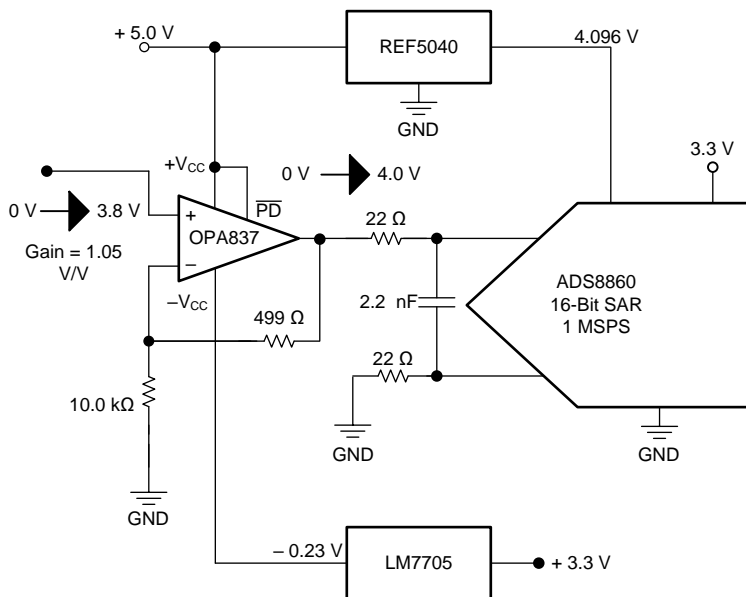 + 5.0 V
REF5040
4.096 V
GND
3.3 V
+VCC
0 V
4.0 V
PD
0 V
3.8 V
+
OPA837
22 Ω
Gain = 1.05
V/V
–
ADS8860
16-Bit SAR
1 MSPS
–VCC
2.2 nF
499 Ω
22 Ω
10.0 kΩ
GND
GND
GND
– 0.23 V
LM7705
+ 3.3 V